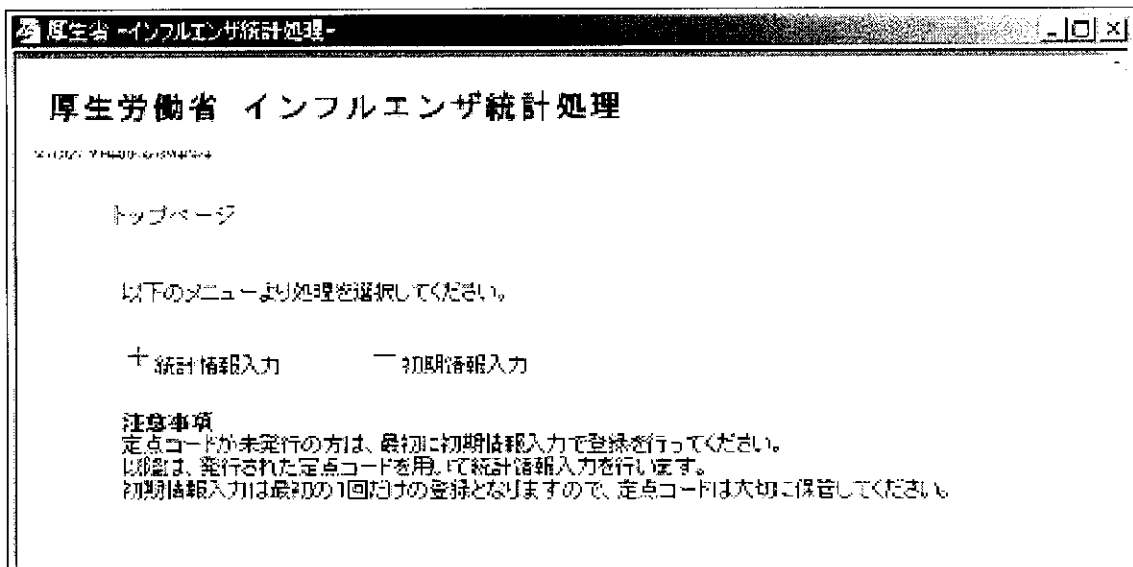 厚生省 -インフルエンザ統計処理-
厚生労働省 インフルエンザ統計処理
トップページ
以下のメニューより処理を選択してください。
統計情報入力 初期情報入力
注意事項
定点コードが未発行の方は、最初に初期情報入力で登録を行ってください。
以降は、発行された定点コードを用いて統計情報入力を行います。
初期情報入力は最初の1回だけの登録となりますので、定点コードは大切に保管してください。